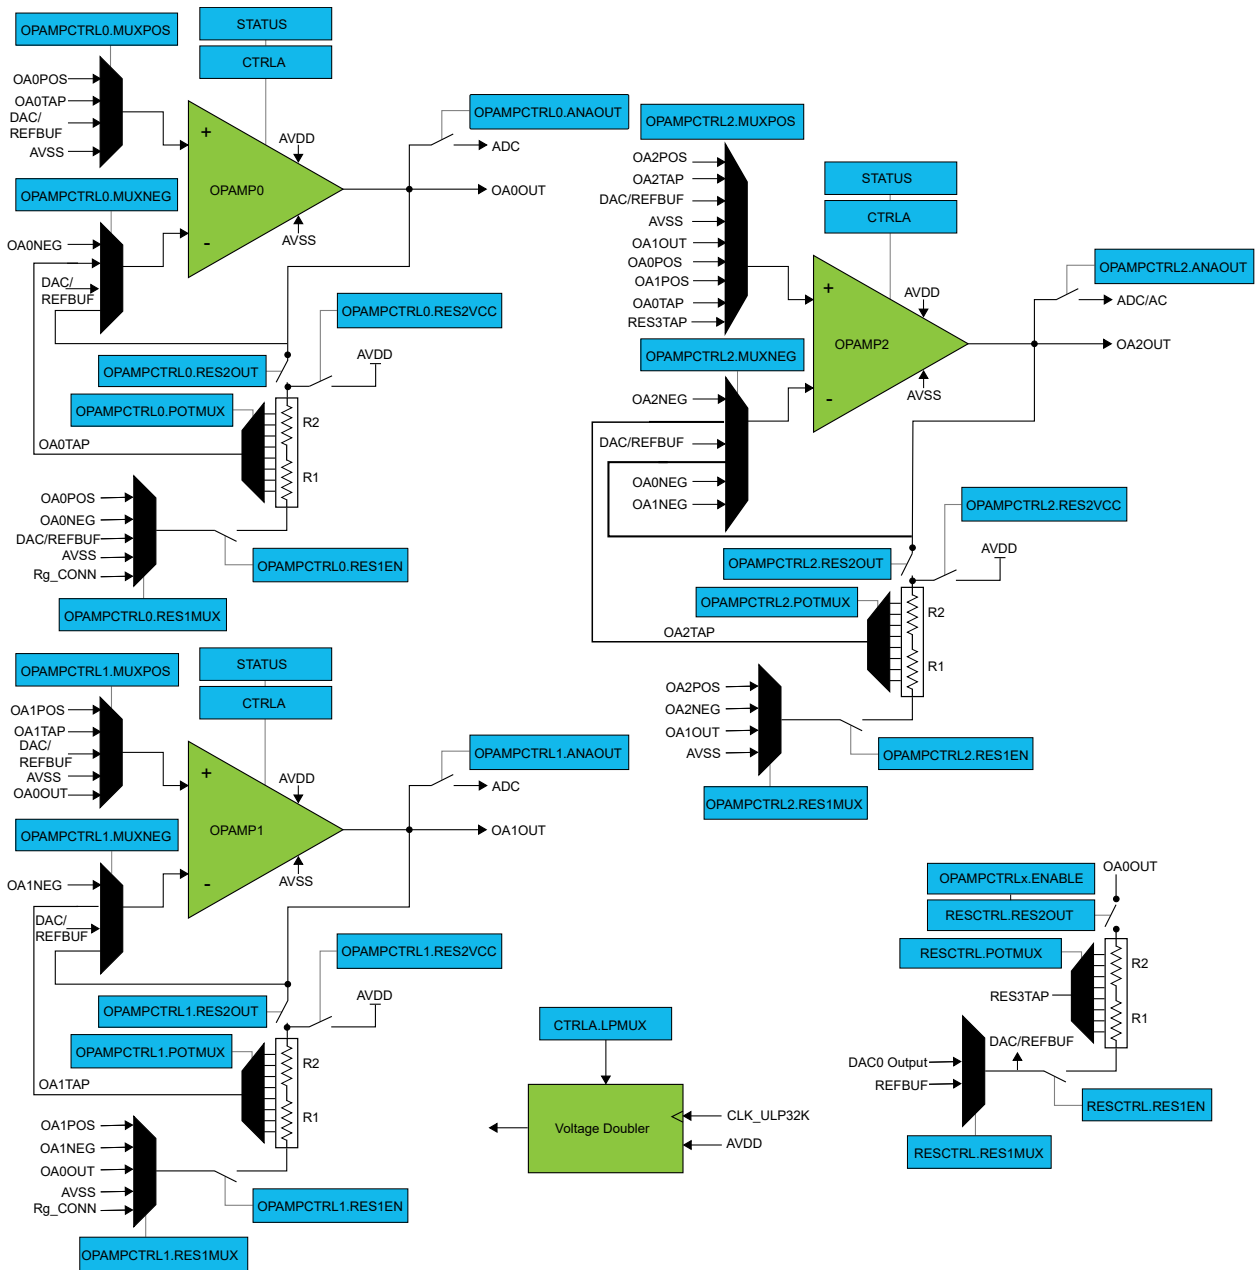 OPAMPCTRL0.MUXPOS
STATUS
CTRLA
OA0POS
OA0TAP
DAC/
REFBUF
AVSS
+
-
OPAMP0
AVDD
AVSS
OPAMPCTRL0.ANAOUT
ADC
OA0OUT
OPAMPCTRL0.MUXNEG
OA0NEG
DAC/
REFBUF
OPAMPCTRL0.RES2VCC
OPAMPCTRL0.RES2OUT
AVDD
OPAMPCTRL0.POTMUX
R2
R1
OA0TAP
OA0POS
OA0NEG
DAC/REFBUF
AVSS
Rg_CONN
OPAMPCTRL0.RES1EN
OPAMPCTRL0.RES1MUX
OPAMPCTRL2.MUXPOS
OA2POS
OA2TAP
DAC/REFBUF
AVSS
OA1OUT
OA0POS
OA1POS
OA0TAP
RES3TAP
STATUS
CTRLA
+
-
OPAMP2
AVDD
AVSS
OPAMPCTRL2.ANAOUT
ADC/AC
OA2OUT
OPAMPCTRL2.MUXNEG
OA2NEG
DAC/REFBUF
OA0NEG
OA1NEG
OPAMPCTRL2.RES2VCC
OPAMPCTRL2.RES2OUT
AVDD
OPAMPCTRL2.POTMUX
R2
R1
OA2TAP
OA2POS
OA2NEG
OA1OUT
AVSS
OPAMPCTRL2.RES1EN
OPAMPCTRL2.RES1MUX
OPAMPCTRL1.MUXPOS
STATUS
CTRLA
OA1POS
OA1TAP
DAC/
REFBUF
AVSS
OA0OUT
+
-
OPAMP1
AVDD
AVSS
OPAMPCTRL1.ANAOUT
ADC
OA1OUT
OPAMPCTRL1.MUXNEG
OA1NEG
DAC/
REFBUF
OPAMPCTRL1.RES2VCC
OPAMPCTRL1.RES2OUT
AVDD
OPAMPCTRL1.POTMUX
R2
R1
OA1TAP
OA1POS
OA1NEG
OA0OUT
AVSS
Rg_CONN
OPAMPCTRL1.RES1EN
OPAMPCTRL1.RES1MUX
CTRLA.LPMUX
Voltage Doubler
CLK_ULP32K
AVDD
OA0OUT
OPAMPCTRLx.ENABLE
RESCTRL.RES2OUT
RESCTRL.POTMUX
R2
R1
RES3TAP
DAC/REFBUF
DAC0 Output
REFBUF
RESCTRL.RES1EN
RESCTRL.RES1MUX